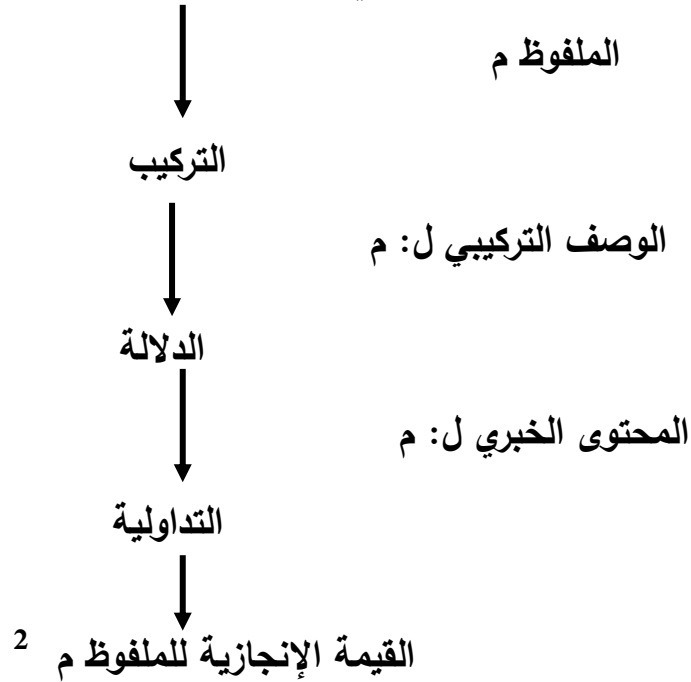 الملفوظ م
التركيب
الوصف التركيبي ل: م
الدلالة
المحتوى الخبري ل: م
التداولية
القيمة الإنجازية للملفوظ م 2